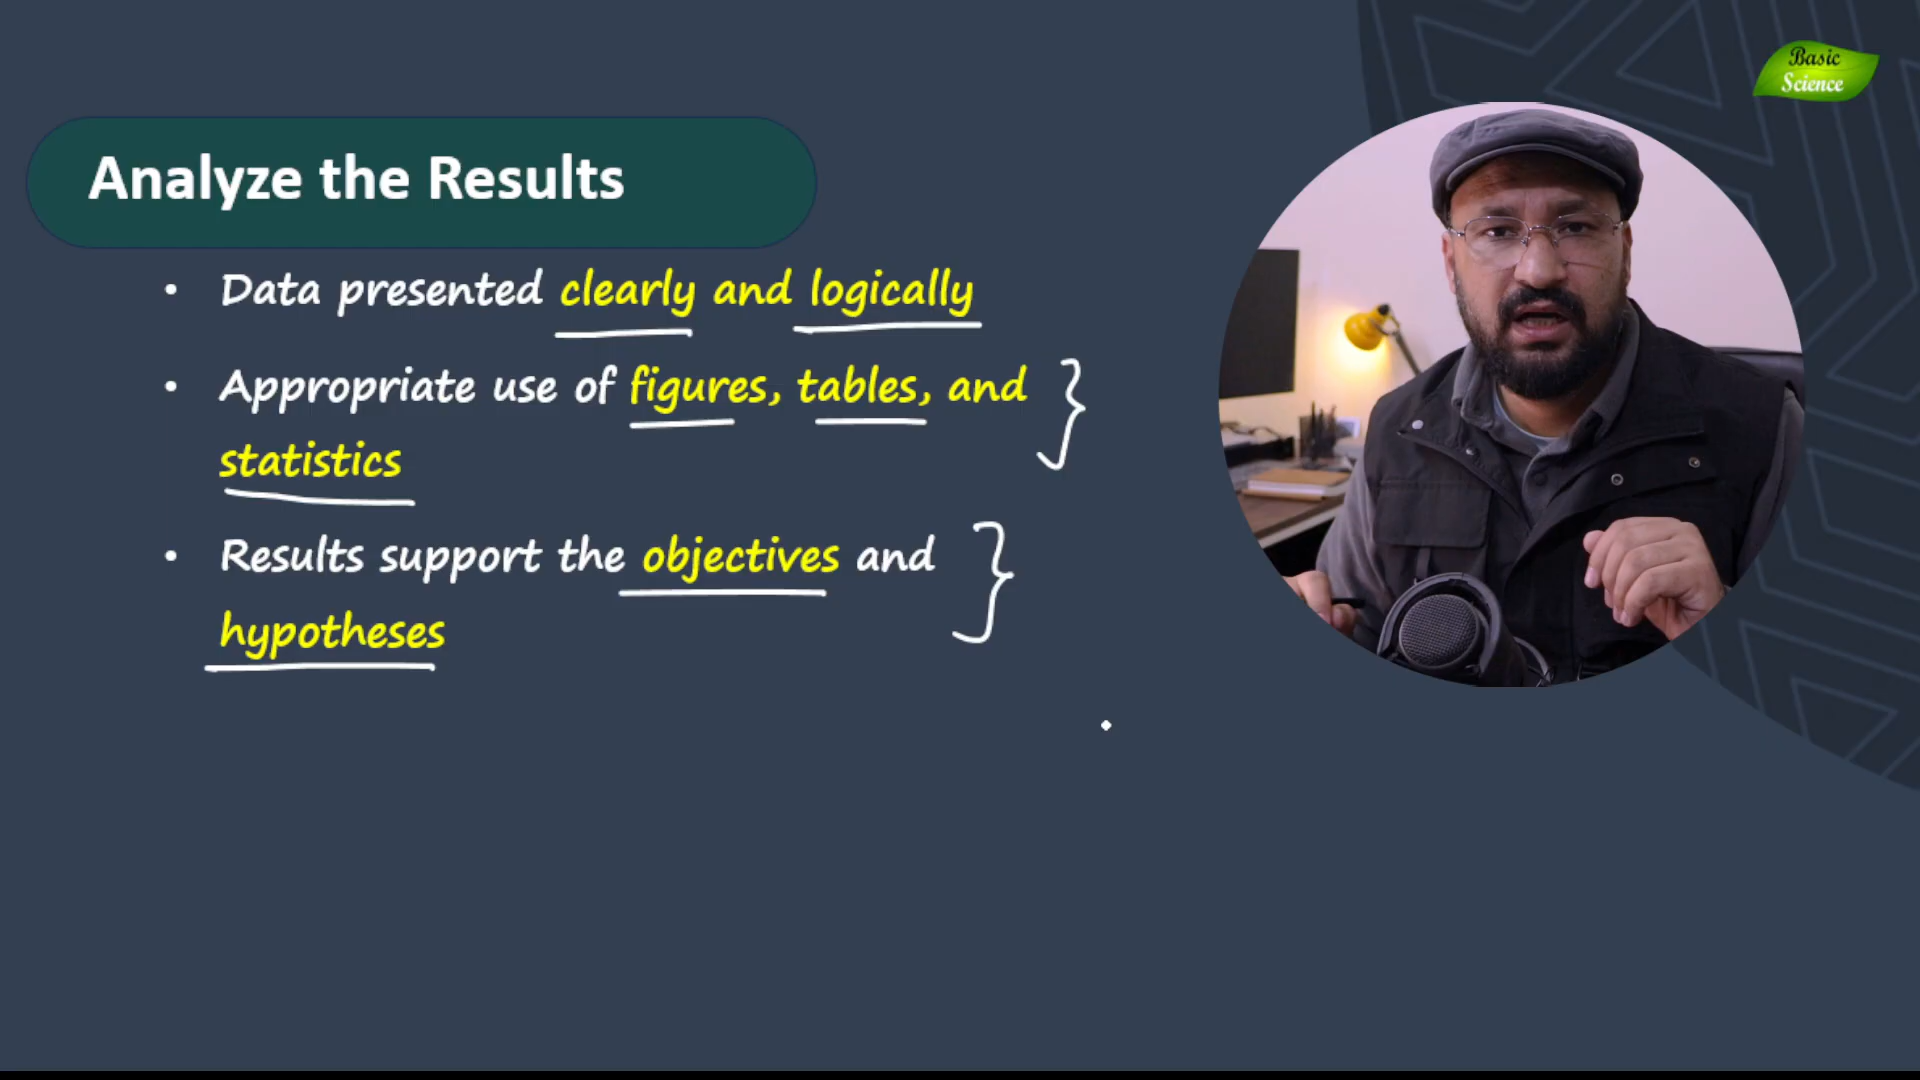 Basic
Science
Analyze the Results
• Data presented clearly and logically
• Appropriate use of figures, tables, and
statistics
• Results support the objectives and
hypotheses